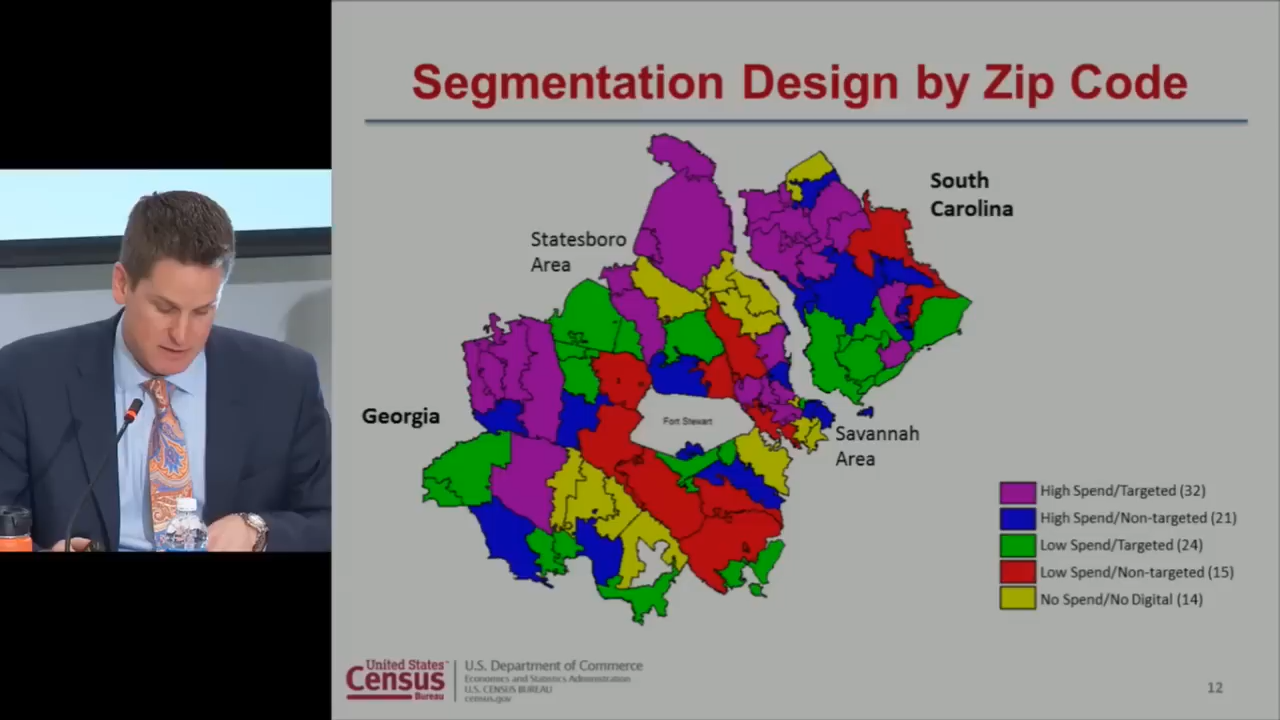 Segmentation Design by Zip Code
South
Carolina
Statesboro
Area
Georgia
Fort Stewart
Savannah
Area
High Spend/Targeted (32)
High Spend/Non-targeted (21)
Low Spend/Targeted (24)
Low Spend/Non-targeted (15)
No Spend/No Digital (14)
United States
Census
Bureau
U.S. Department of Commerce
Economics and Statistics Administration
U.S. CENSUS BUREAU
census.gov
12